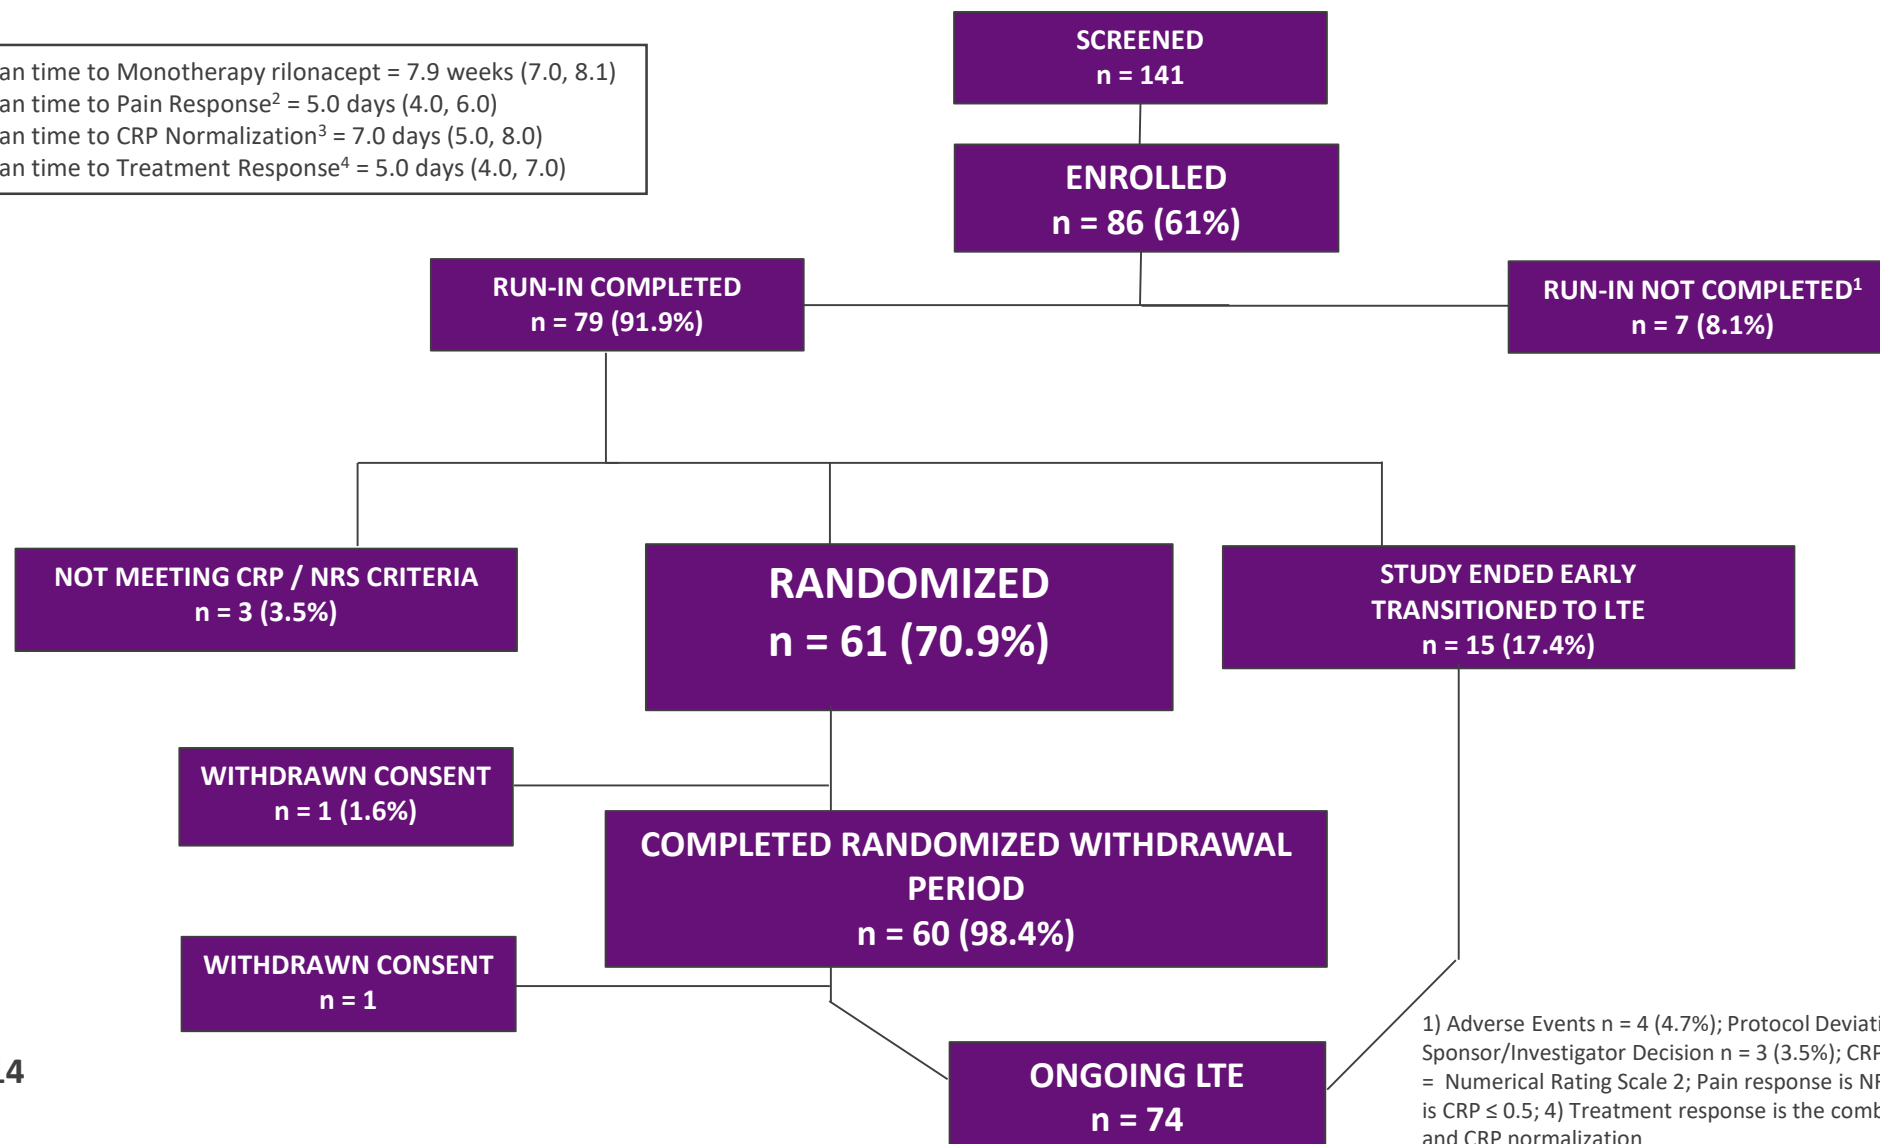 an time to Monotherapy rilonacept = 7.9 weeks (7.0, 8.1)
an time to Pain Response² = 5.0 days (4.0, 6.0)
an time to CRP Normalization³ = 7.0 days (5.0, 8.0)
an time to Treatment Response⁴ = 5.0 days (4.0, 7.0)
SCREENED
n = 141
ENROLLED
n = 86 (61%)
RUN-IN COMPLETED
n = 79 (91.9%)
RUN-IN NOT COMPLETED¹
n = 7 (8.1%)
NOT MEETING CRP / NRS CRITERIA
n = 3 (3.5%)
RANDOMIZED
n = 61 (70.9%)
STUDY ENDED EARLY
TRANSITIONED TO LTE
n = 15 (17.4%)
WITHDRAWN CONSENT
n = 1 (1.6%)
COMPLETED RANDOMIZED WITHDRAWAL
PERIOD
n = 60 (98.4%)
WITHDRAWN CONSENT
n = 1
ONGOING LTE
n = 74
1) Adverse Events n = 4 (4.7%); Protocol Deviati
Sponsor/Investigator Decision n = 3 (3.5%); CRP
= Numerical Rating Scale 2; Pain response is NR
is CRP ≤ 0.5; 4) Treatment response is the comb
and CRP normalization
14